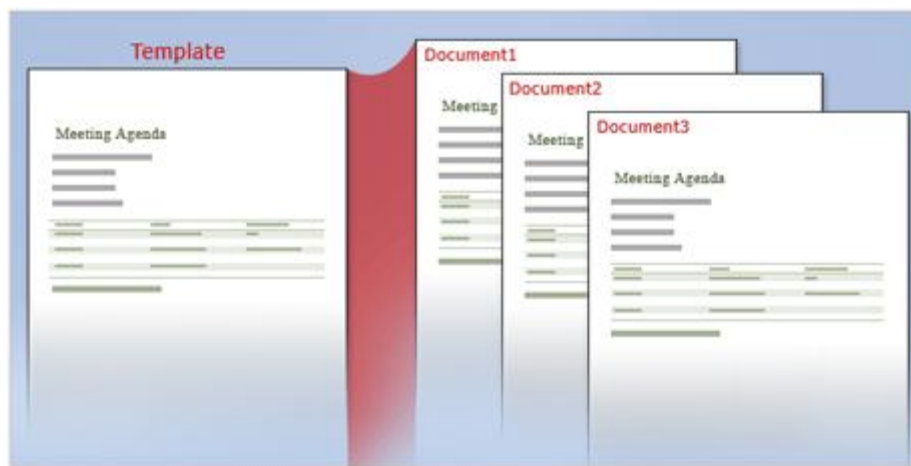 Template
Meeting Agenda
Document1
Meeting
Document2
Meeting
Document3
Meeting Agenda